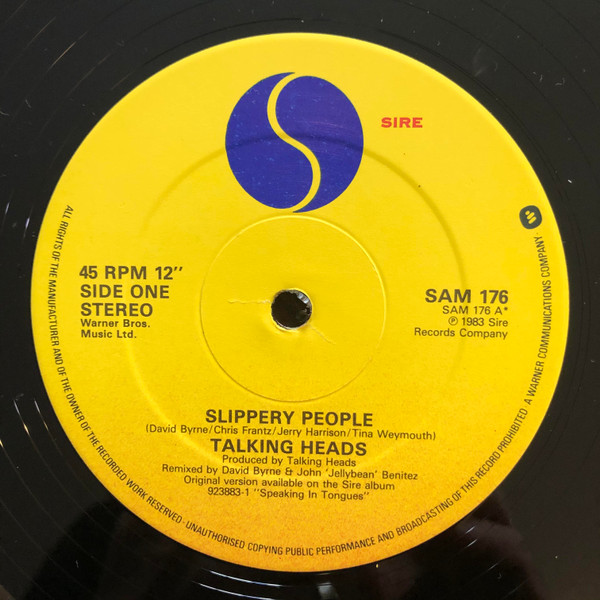 SIRE
45 RPM 12"
SIDE ONE
STEREO
Warner Bros.
Music Ltd.
SAM 176
SAM 176 A*
℗ 1983 Sire
Records Company
SLIPPERY PEOPLE
(David Byrne/Chris Frantz/Jerry Harrison/Tina Weymouth)
TALKING HEADS
Produced by Talking Heads
Remixed by David Byrne & John 'Jellybean' Benitez
Original version available on the Sire album
923883-1 "Speaking In Tongues"
ALL RIGHTS OF THE MANUFACTURER AND OF THE OWNER OF THE RECORDED WORK RESERVED · UNAUTHORISED COPYING PUBLIC PERFORMANCE AND BROADCASTING OF THIS RECORD PROHIBITED A WARNER COMMUNICATIONS COMPANY ·